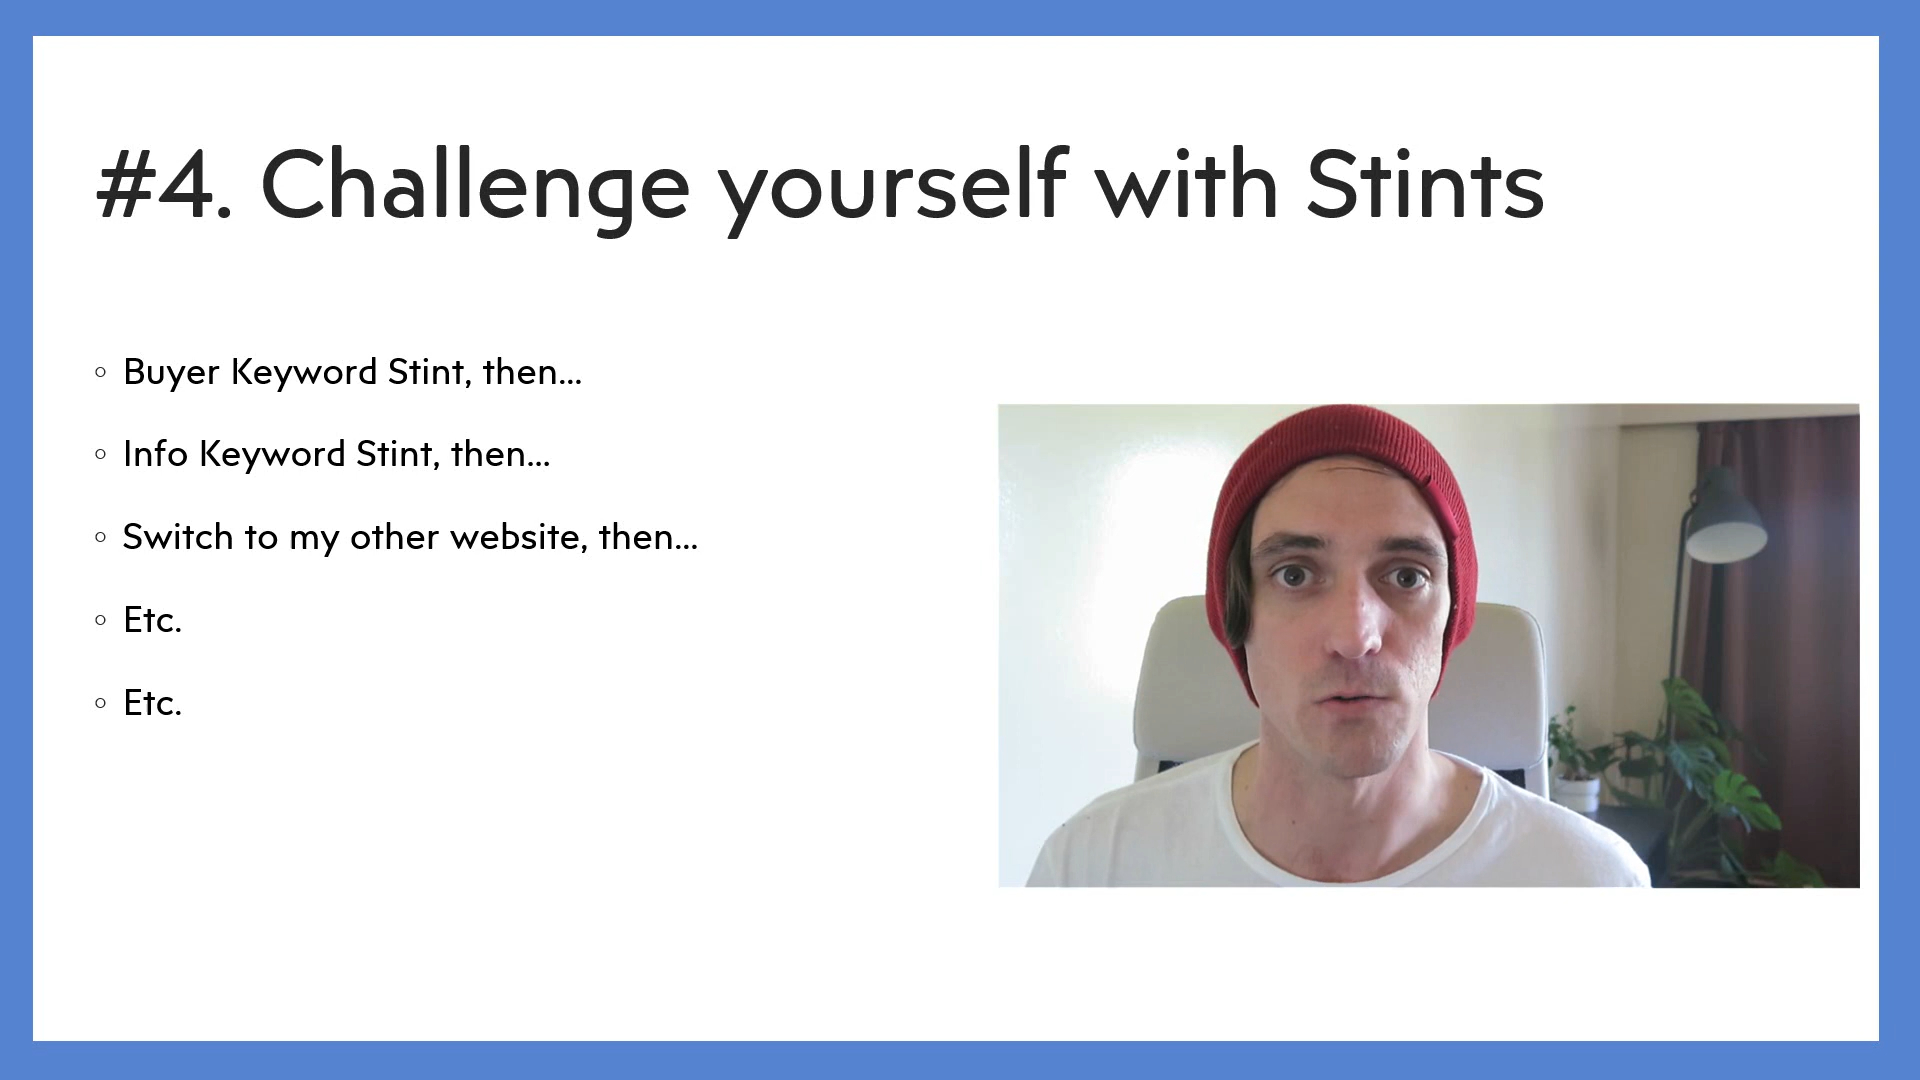 #4. Challenge yourself with Stints
Buyer Keyword Stint, then...
Info Keyword Stint, then...
Switch to my other website, then...
Etc.
Etc.